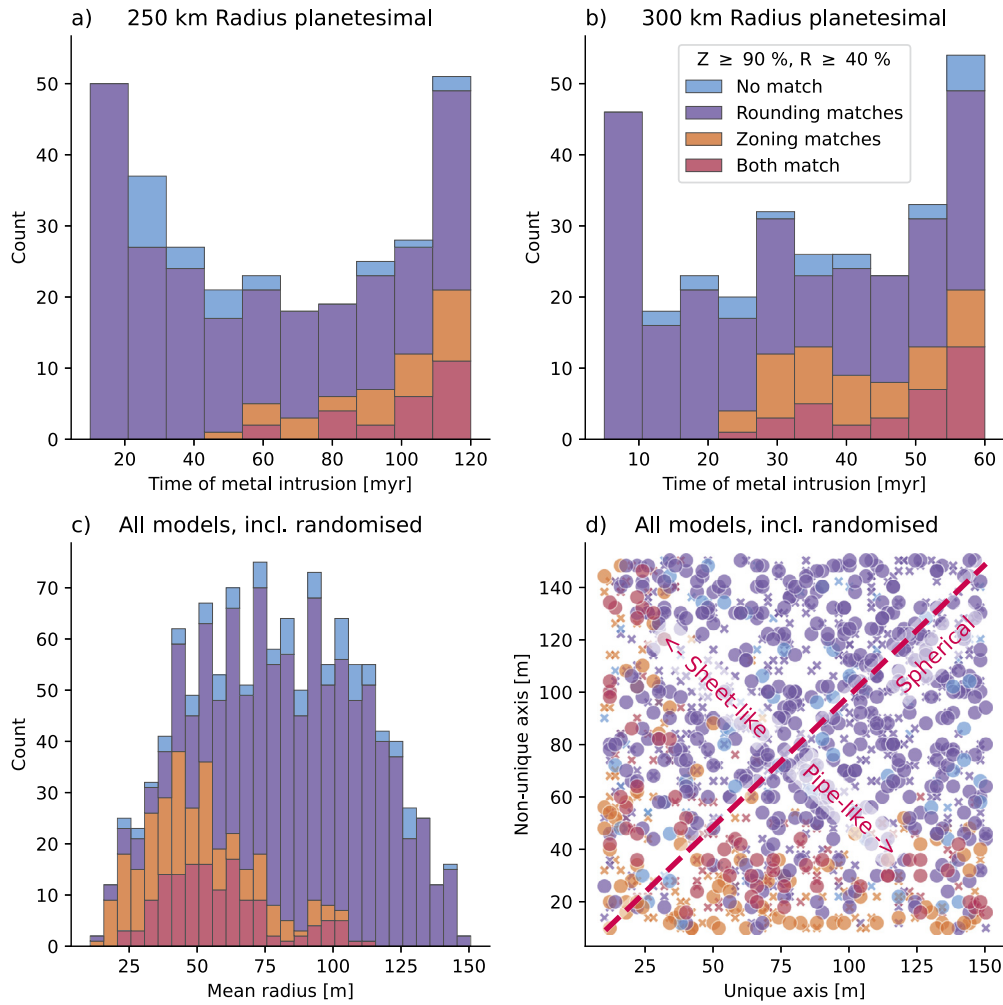 a) 250 km Radius planetesimal
50
40
30
20
10
0
Count
20 40 60 80 100 120
Time of metal intrusion [myr]
b) 300 km Radius planetesimal
Z ≥ 90 %, R ≥ 40 %
No match
Rounding matches
Zoning matches
Both match
50
40
30
20
10
0
Count
10 20 30 40 50 60
Time of metal intrusion [myr]
c) All models, incl. randomised
70
60
50
40
30
20
10
0
Count
25 50 75 100 125 150
Mean radius [m]
d) All models, incl. randomised
140
120
100
80
60
40
20
Non-unique axis [m]
<- Sheet-like
Spherical
Pipe-like ->
25 50 75 100 125 150
Unique axis [m]